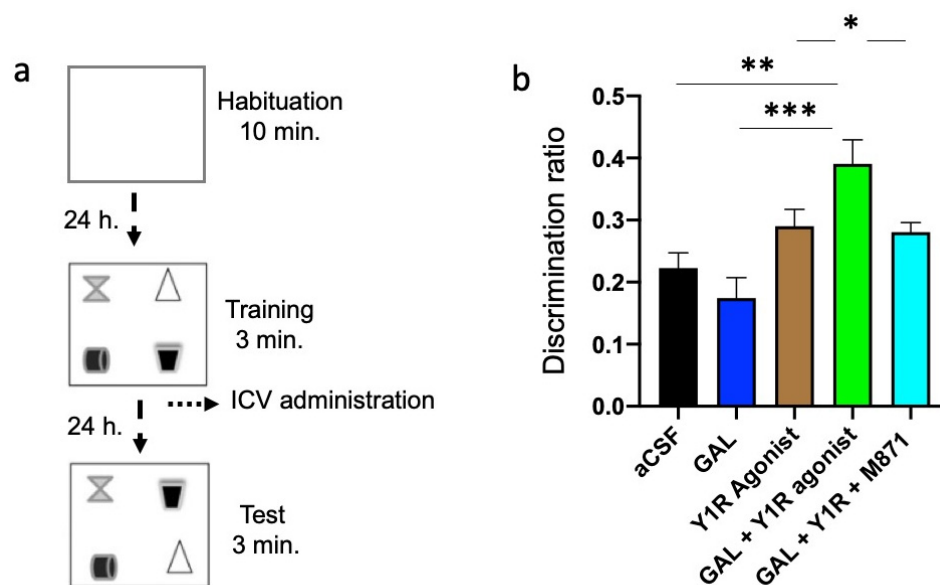 a
Habituation
10 min.
24 h.
Training
3 min.
ICV administration
24 h.
Test
3 min.
b
*
**
***
Discrimination ratio
0.5
0.4
0.3
0.2
0.1
0.0
aCSF
GAL
Y1R Agonist
GAL + Y1R agonist
GAL + Y1R + M871